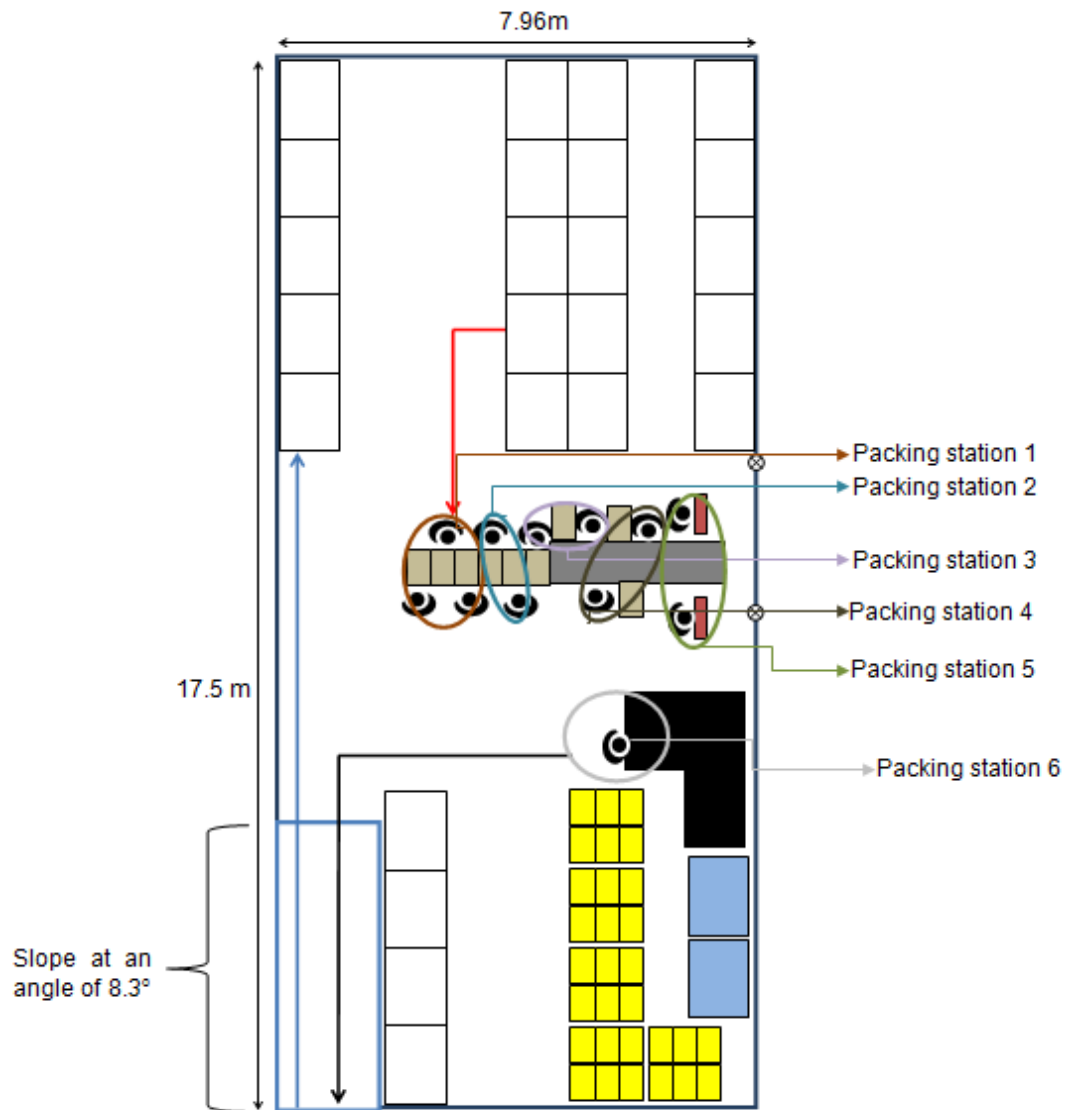 7.96m
Packing station 1
Packing station 2
Packing station 3
Packing station 4
Packing station 5
17.5 m
Packing station 6
Slope at an
angle of 8.3º